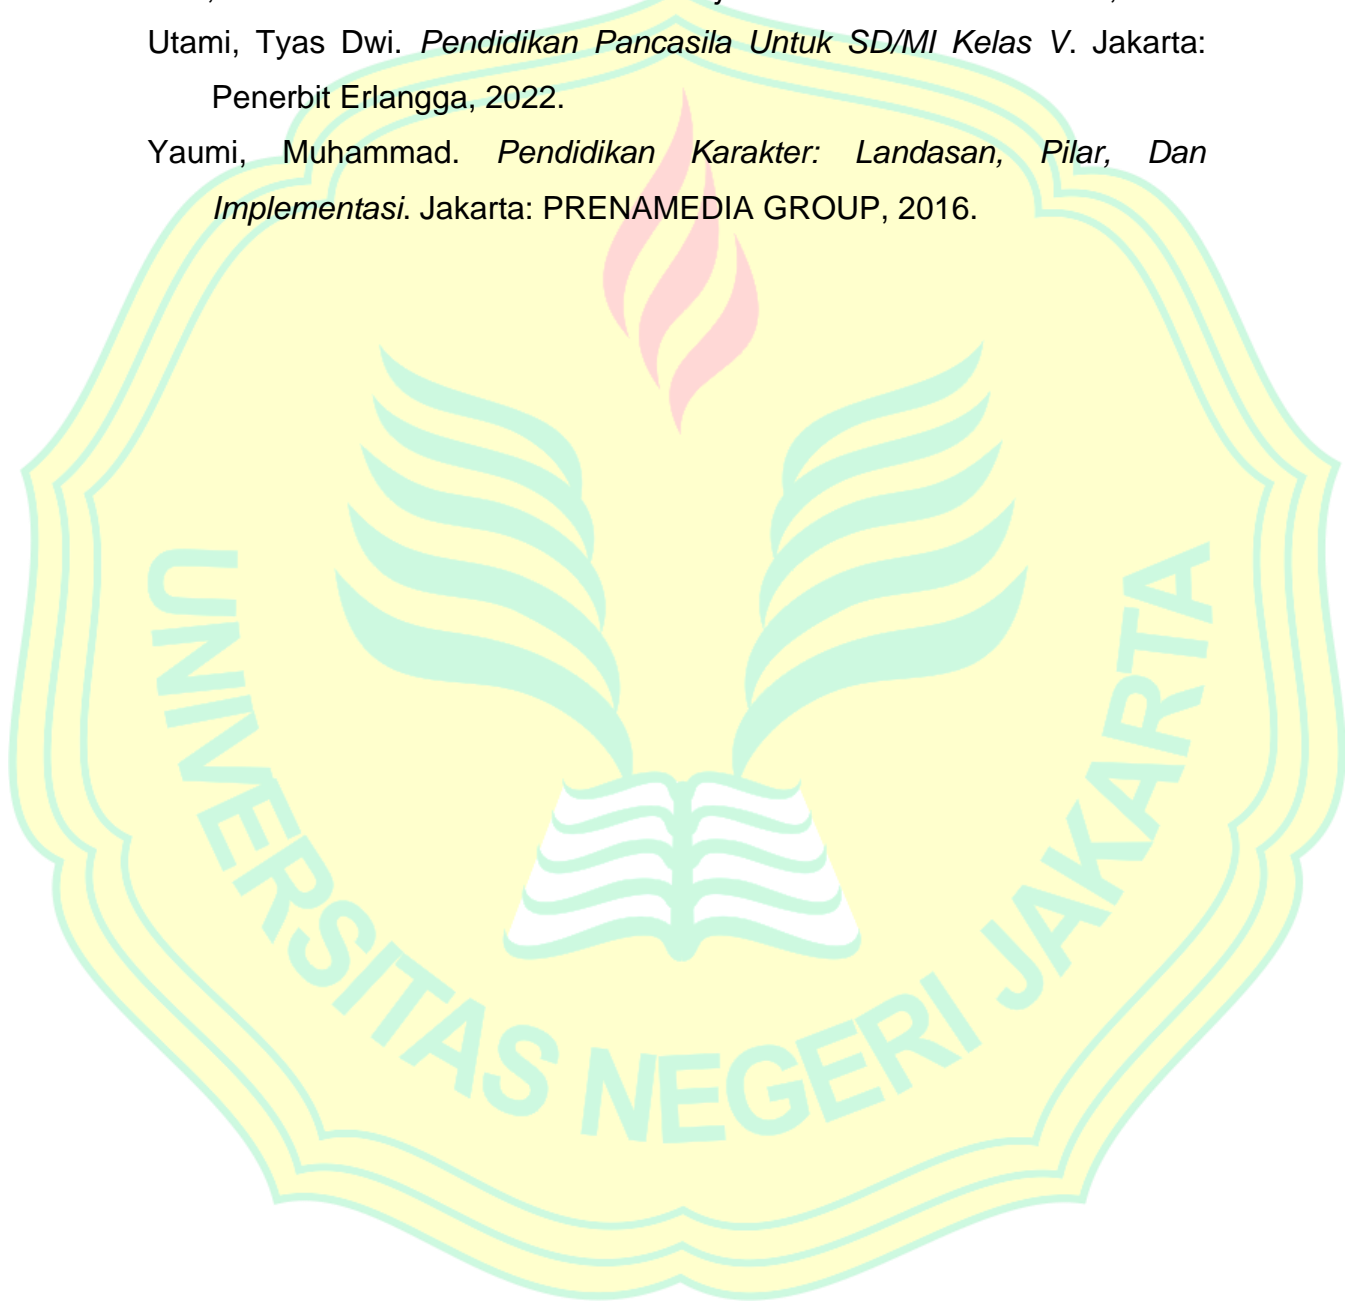 Utami, Tyas Dwi. Pendidikan Pancasila Untuk SD/MI Kelas V. Jakarta:
Penerbit Erlangga, 2022.
Yaumi, Muhammad. Pendidikan Karakter: Landasan, Pilar, Dan
Implementasi. Jakarta: PRENAMEDIA GROUP, 2016.
UNIVERSITAS NEGERI JAKARTA